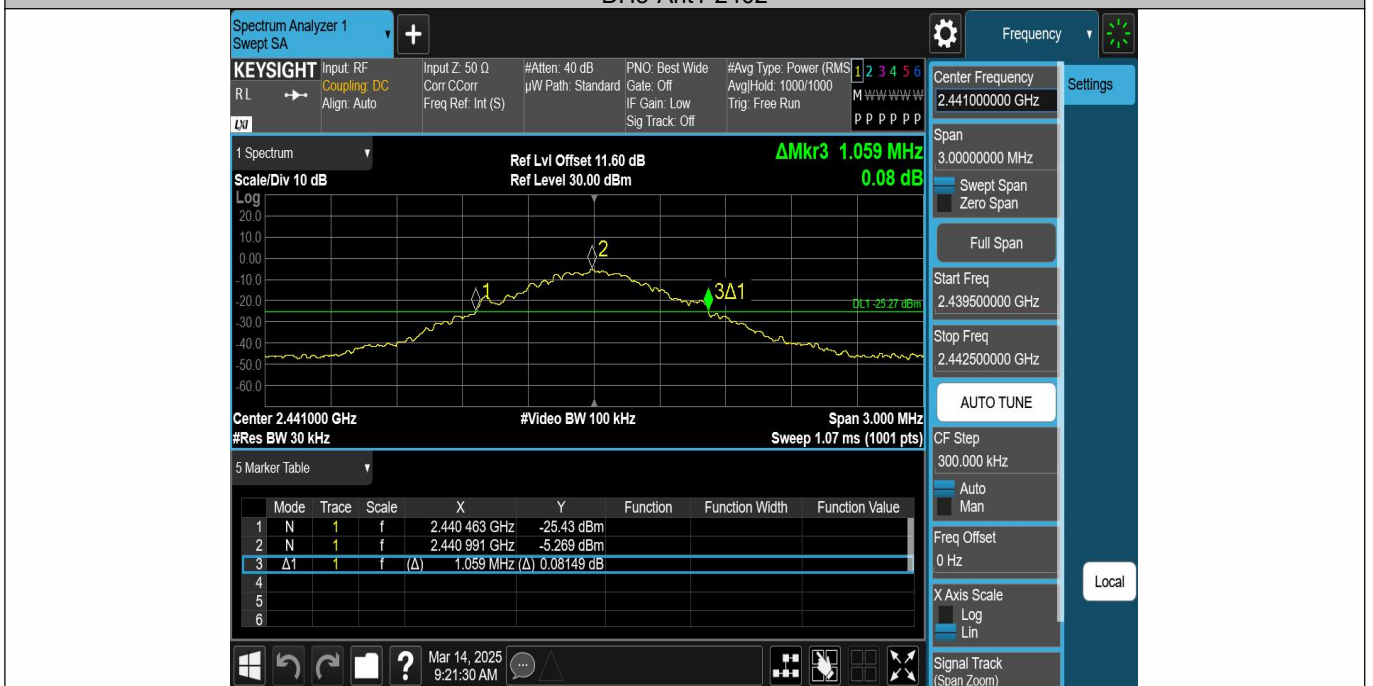 Spectrum Analyzer 1
Swept SA
+
Frequency
KEYSIGHT
RL
LXI
Input: RF
Coupling: DC
Align: Auto
Input Z: 50 Ω
Corr CCorr
Freq Ref: Int (S)
#Atten: 40 dB
µW Path: Standard
PNO: Best Wide
Gate: Off
IF Gain: Low
Sig Track: Off
#Avg Type: Power (RMS
Avg|Hold: 1000/1000
Trig: Free Run
1 2 3 4 5 6
M W W W W W
P P P P P P
1 Spectrum
Scale/Div 10 dB
Ref Lvl Offset 11.60 dB
Ref Level 30.00 dBm
ΔMkr3 1.059 MHz
0.08 dB
Log
20.0
10.0
0.00
-10.0
-20.0
-30.0
-40.0
-50.0
-60.0
1
2
3Δ1
DL1 -25.27 dBm
Center 2.441000 GHz
#Video BW 100 kHz
Span 3.000 MHz
#Res BW 30 kHz
Sweep 1.07 ms (1001 pts)
5 Marker Table
Mode Trace Scale X Y Function Function Width Function Value
1 N 1 f 2.440 463 GHz -25.43 dBm
2 N 1 f 2.440 991 GHz -5.269 dBm
3 Δ1 1 f (Δ) 1.059 MHz (Δ) 0.08149 dB
4
5
6
?
Mar 14, 2025
9:21:30 AM
Center Frequency
2.441000000 GHz
Settings
Span
3.00000000 MHz
Swept Span
Zero Span
Full Span
Start Freq
2.439500000 GHz
Stop Freq
2.442500000 GHz
AUTO TUNE
CF Step
300.000 kHz
Auto
Man
Freq Offset
0 Hz
Local
X Axis Scale
Log
Lin
Signal Track
(Span Zoom)